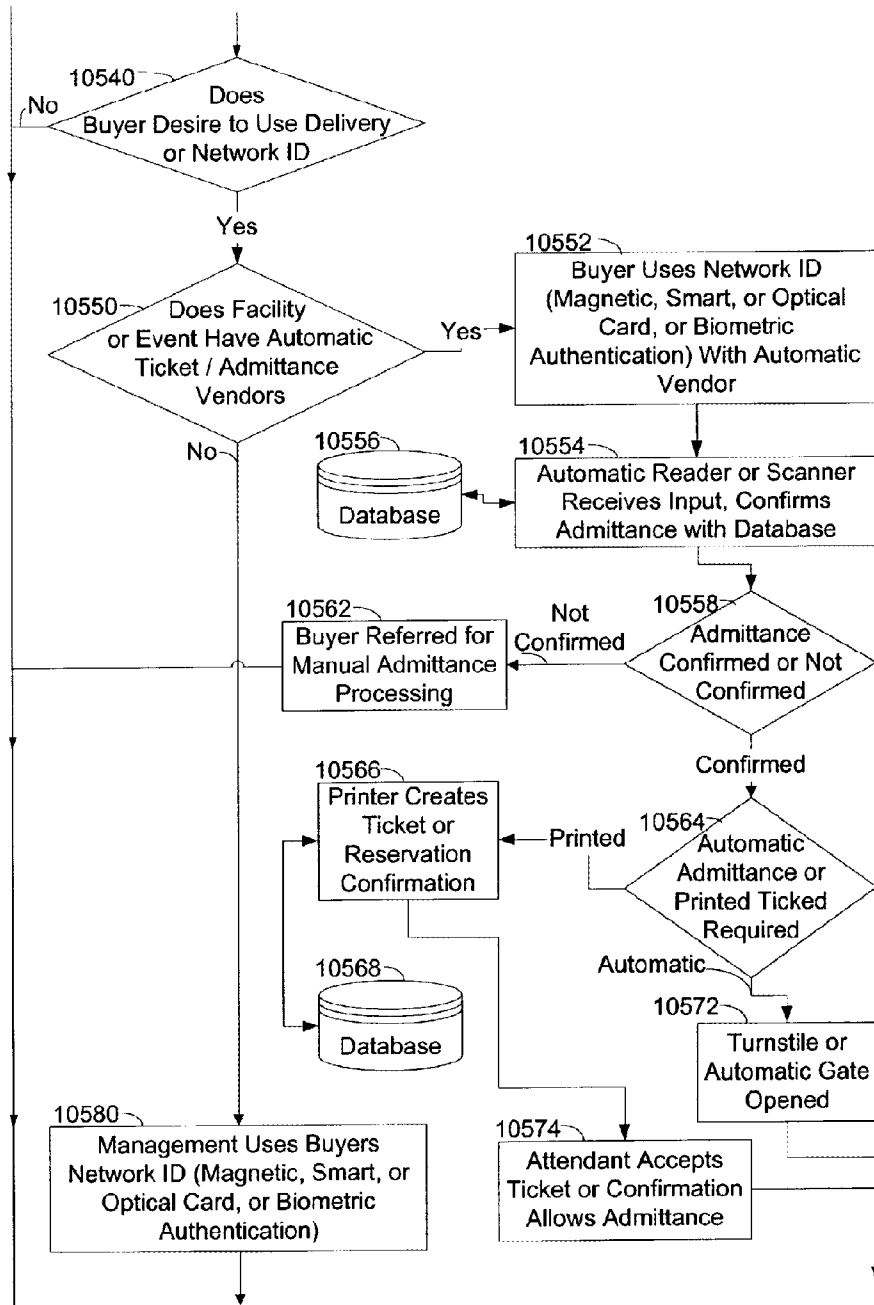 10540
No
Does
Buyer Desire to Use Delivery
or Network ID
Yes
10550
Does Facility
or Event Have Automatic
Ticket / Admittance
Vendors
Yes
No
10552
Buyer Uses Network ID
(Magnetic, Smart, or Optical
Card, or Biometric
Authentication) With Automatic
Vendor
10556
Database
10554
Automatic Reader or Scanner
Receives Input, Confirms
Admittance with Database
10558
Admittance
Confirmed or Not
Confirmed
Not
Confirmed
10562
Buyer Referred for
Manual Admittance
Processing
Confirmed
10564
Automatic
Admittance or
Printed Ticked
Required
Printed
10566
Printer Creates
Ticket or
Reservation
Confirmation
10568
Database
Automatic
10572
Turnstile or
Automatic Gate
Opened
10574
Attendant Accepts
Ticket or Confirmation
Allows Admittance
10580
Management Uses Buyers
Network ID (Magnetic, Smart, or
Optical Card, or Biometric
Authentication)